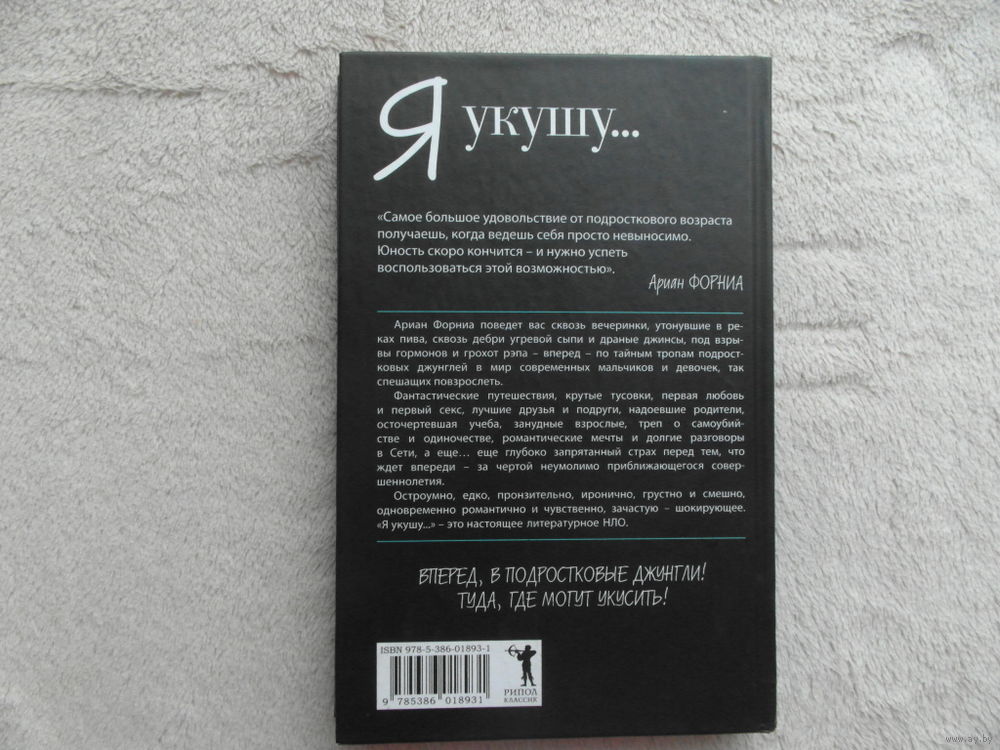 Я укушу...
«Самое большое удовольствие от подросткового возраста
получаешь, когда ведешь себя просто невыносимо.
Юность скоро кончится – и нужно успеть
воспользоваться этой возможностью».
Ариан ФОРНИА
Ариан Форниа поведет вас сквозь вечеринки, утонувшие в ре-
ках пива, сквозь дебри угревой сыпи и драные джинсы, под взры-
вы гормонов и грохот рэпа – вперед – по тайным тропам подрост-
ковых джунглей в мир современных мальчиков и девочек, так
спешащих повзрослеть.
Фантастические путешествия, крутые тусовки, первая любовь
и первый секс, лучшие друзья и подруги, надоевшие родители,
осточертевшая учеба, занудные взрослые, треп о самоубий-
стве и одиночестве, романтические мечты и долгие разговоры
в Сети, а еще... еще глубоко запрятанный страх перед тем, что
ждет впереди – за чертой неумолимо приближающегося совер-
шеннолетия.
Остроумно, едко, пронзительно, иронично, грустно и смешно,
одновременно романтично и чувственно, зачастую – шокирующее.
«Я укушу...» – это настоящее литературное НЛО.
ВПЕРЕД, В ПОДРОСТКОВЫЕ ДЖУНГЛИ!
ТУДА, ГДЕ МОГУТ УКУСИТЬ!
ISBN 978-5-386-01893-1
9 785386 018931
РИПОЛ
КЛАССИК
www.ay.by